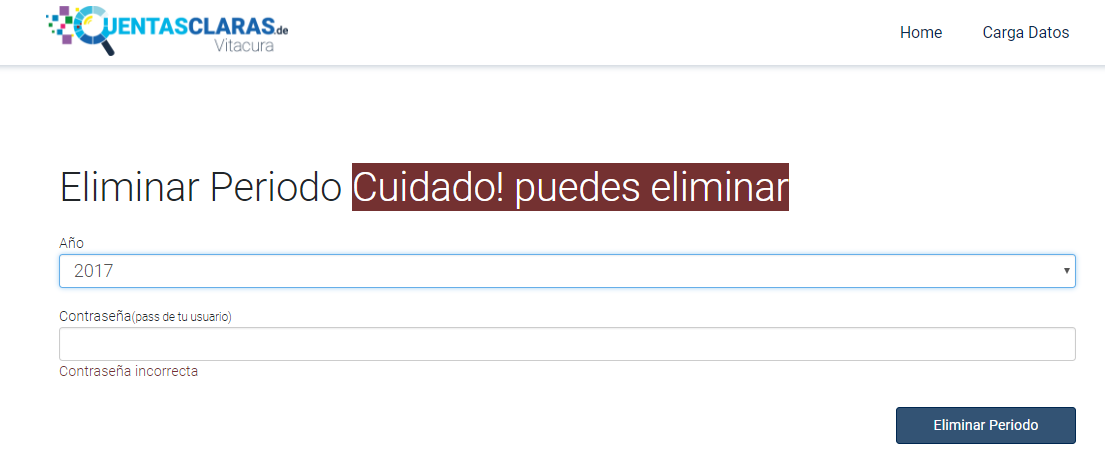 CUENTASCLARAS.de
Vitacura
Home
Carga Datos
Eliminar Periodo Cuidado! puedes eliminar
Año
2017
Contraseña(pass de tu usuario)
Contraseña incorrecta
Eliminar Periodo